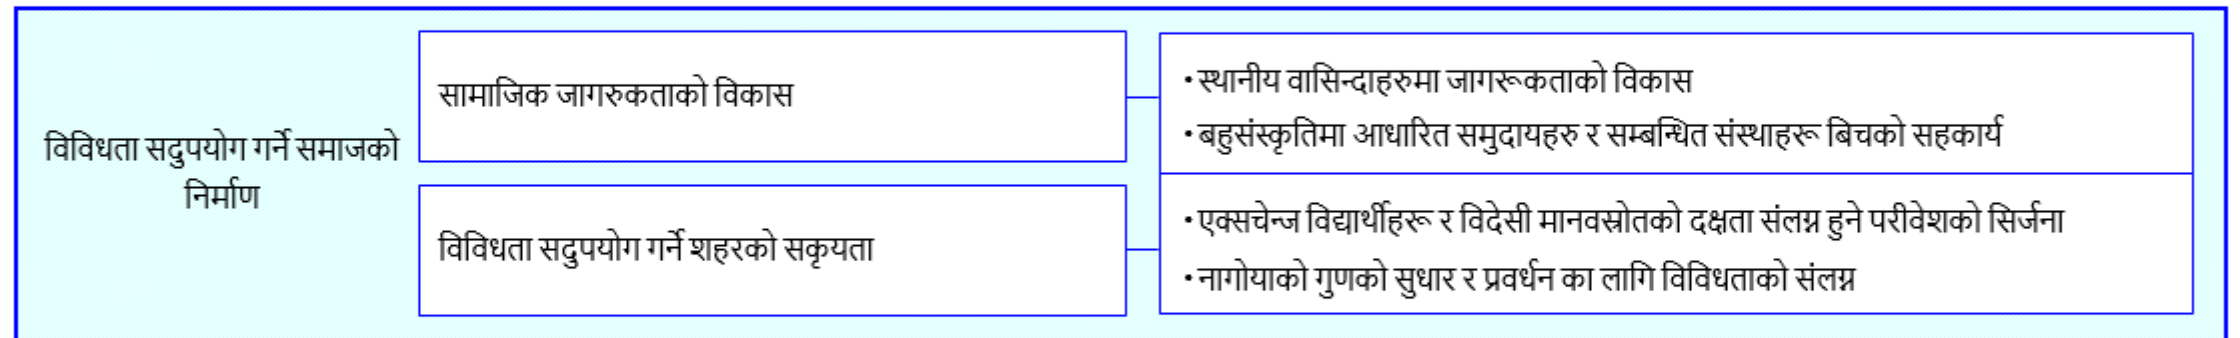 विविधता सदुपयोग गर्ने समाजको
निर्माण
सामाजिक जागरुकताको विकास
・स्थानीय वासिन्दाहरुमा जागरूकताको विकास
・बहुसंस्कृतिमा आधारित समुदायहरु र सम्बन्धित संस्थाहरू बिचको सहकार्य
विविधता सदुपयोग गर्ने शहरको सकृयता
・एक्सचेन्ज विद्यार्थीहरू र विदेसी मानवस्रोतको दक्षता संलग्न हुने परीवेशको सिर्जना
・नागोयाको गुणको सुधार र प्रवर्धन का लागि विविधताको संलग्न